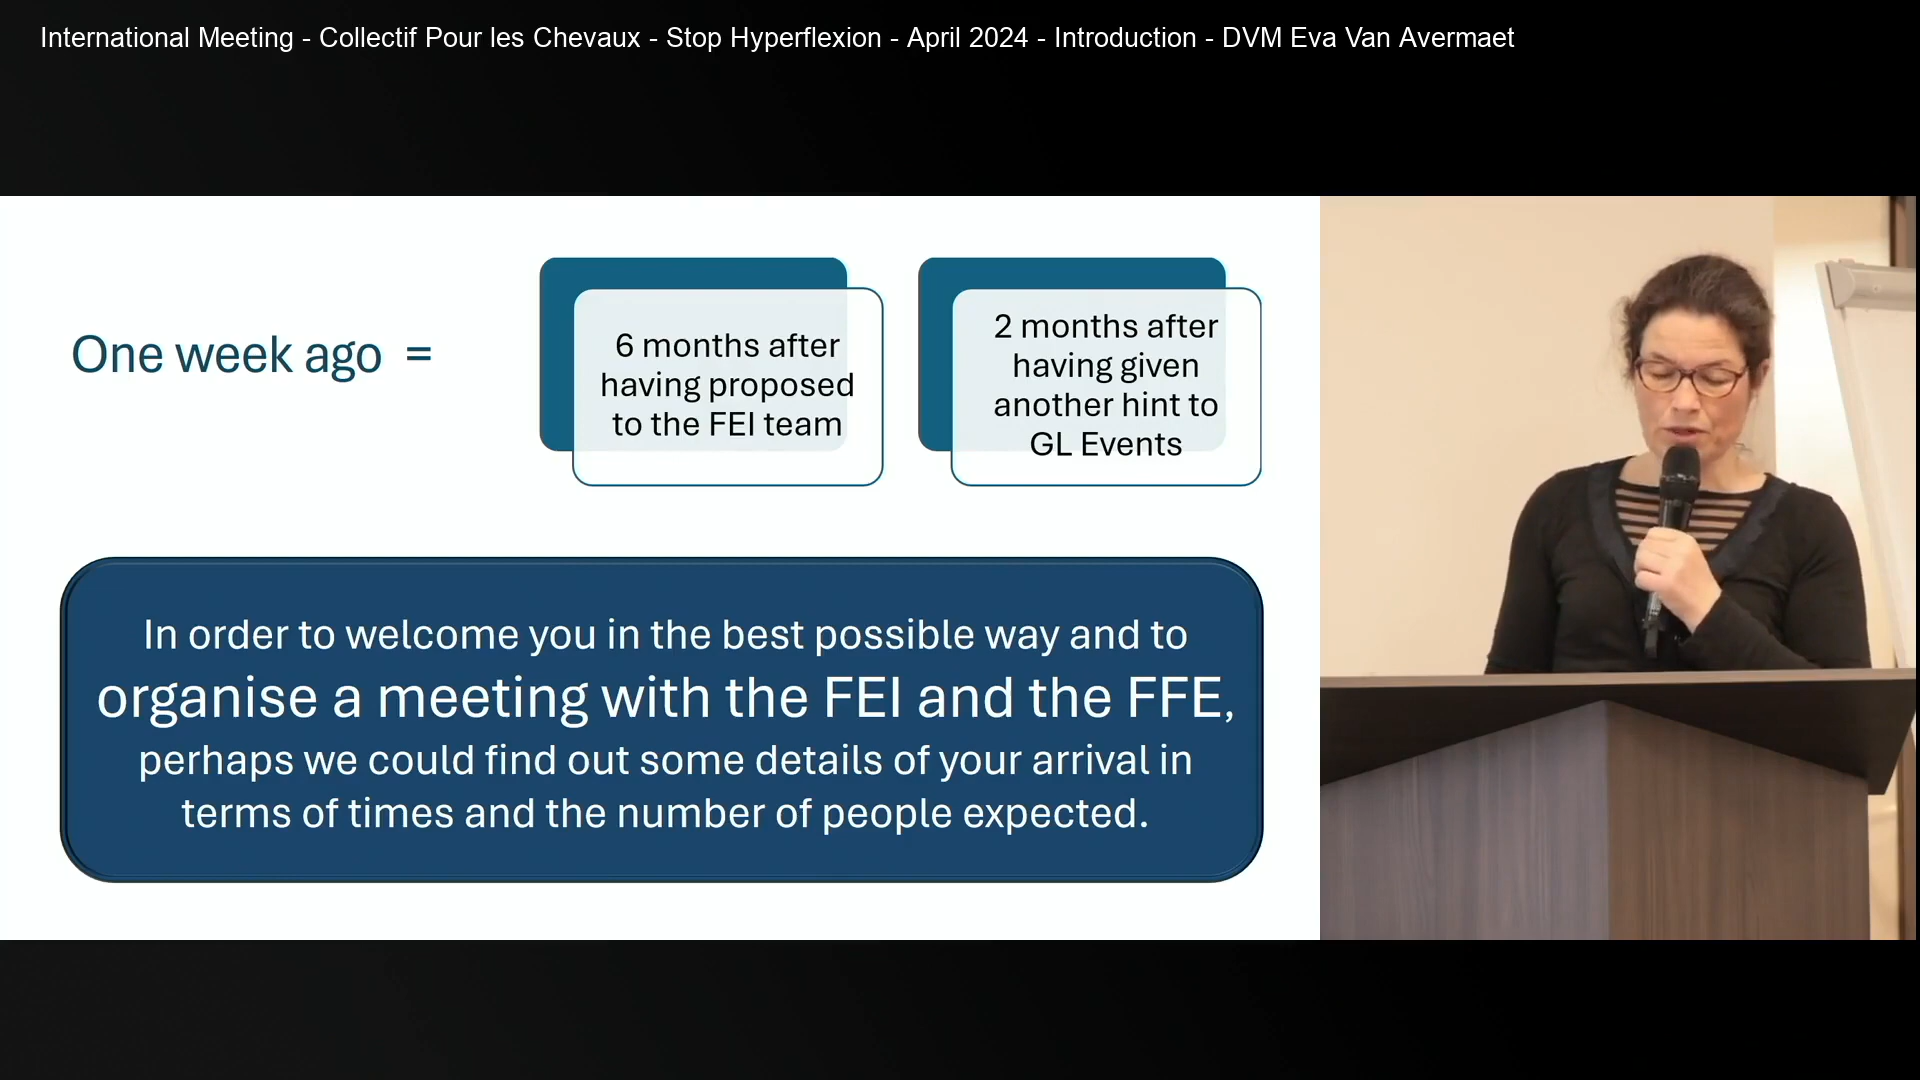 International Meeting - Collectif Pour les Chevaux - Stop Hyperflexion - April 2024 - Introduction - DVM Eva Van Avermaet
One week ago =
6 months after
having proposed
to the FEI team
2 months after
having given
another hint to
GL Events
In order to welcome you in the best possible way and to
organise a meeting with the FEI and the FFE,
perhaps we could find out some details of your arrival in
terms of times and the number of people expected.